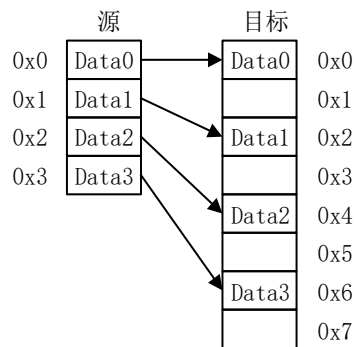 源 目标
0x0 Data0 Data0 0x0
0x1 Data1 0x1
0x2 Data2 Data1 0x2
0x3 Data3 0x3
Data2 0x4
0x5
Data3 0x6
0x7